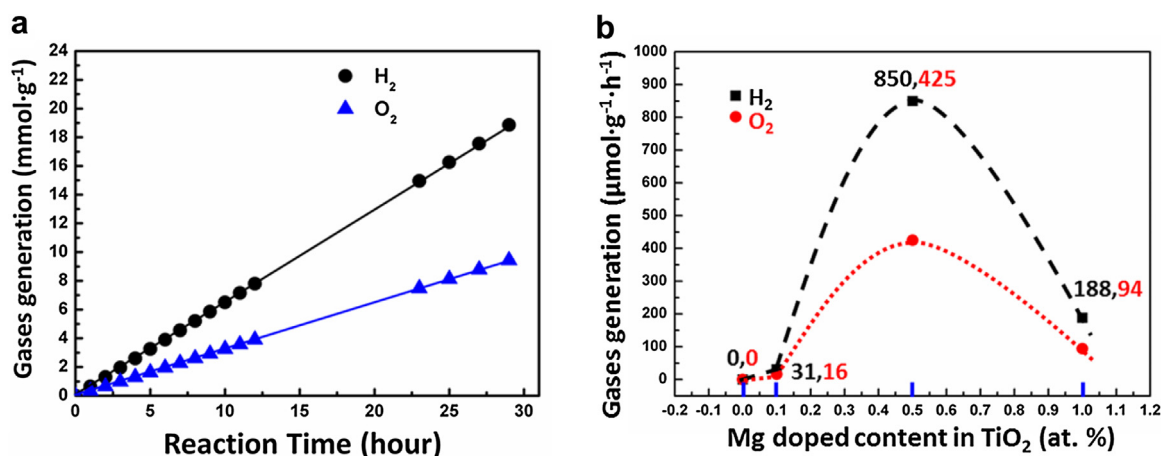 a
Gases generation (mmol·g⁻¹)
24
22
20
18
16
14
12
10
8
6
4
2
0
H₂
O₂
0 5 10 15 20 25 30
Reaction Time (hour)
b
Gases generation (μmol·g⁻¹·h⁻¹)
1000
900
800
700
600
500
400
300
200
100
0
H₂
O₂
850,425
188,94
0,0
31,16
-0.2 -0.1 0.0 0.1 0.2 0.3 0.4 0.5 0.6 0.7 0.8 0.9 1.0 1.1
Mg doped content in TiO₂ (at. %)